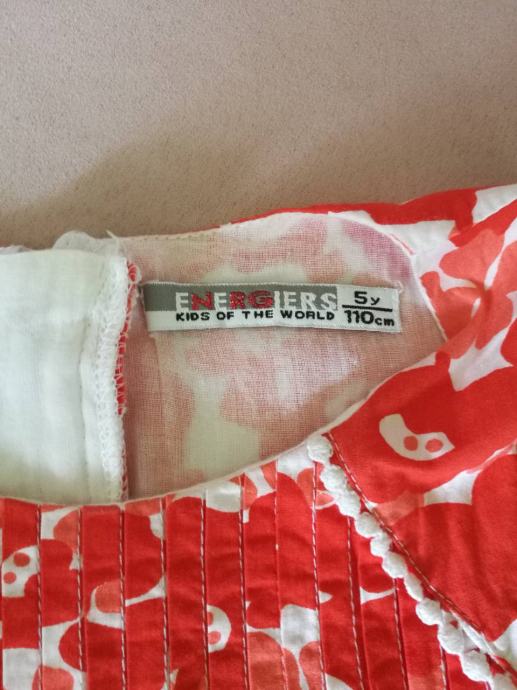 ENERGIERS
KIDS OF THE WORLD
5y
110cm